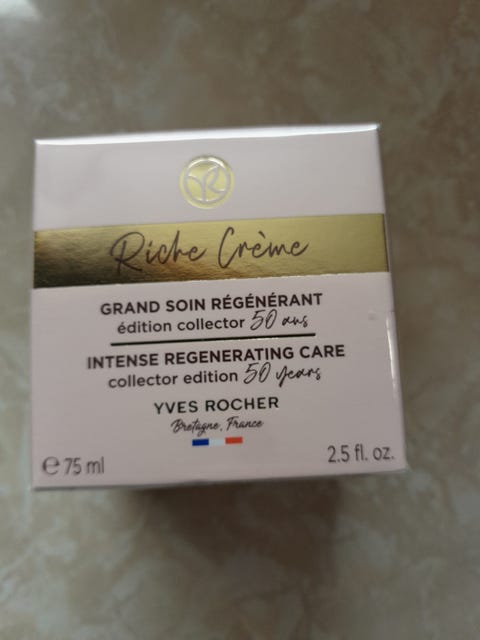 YR
Riche Crème
GRAND SOIN RÉGÉNÉRANT
édition collector 50 ans
INTENSE REGENERATING CARE
collector edition 50 years
YVES ROCHER
Bretagne, France
℮ 75 ml
2.5 fl. oz.